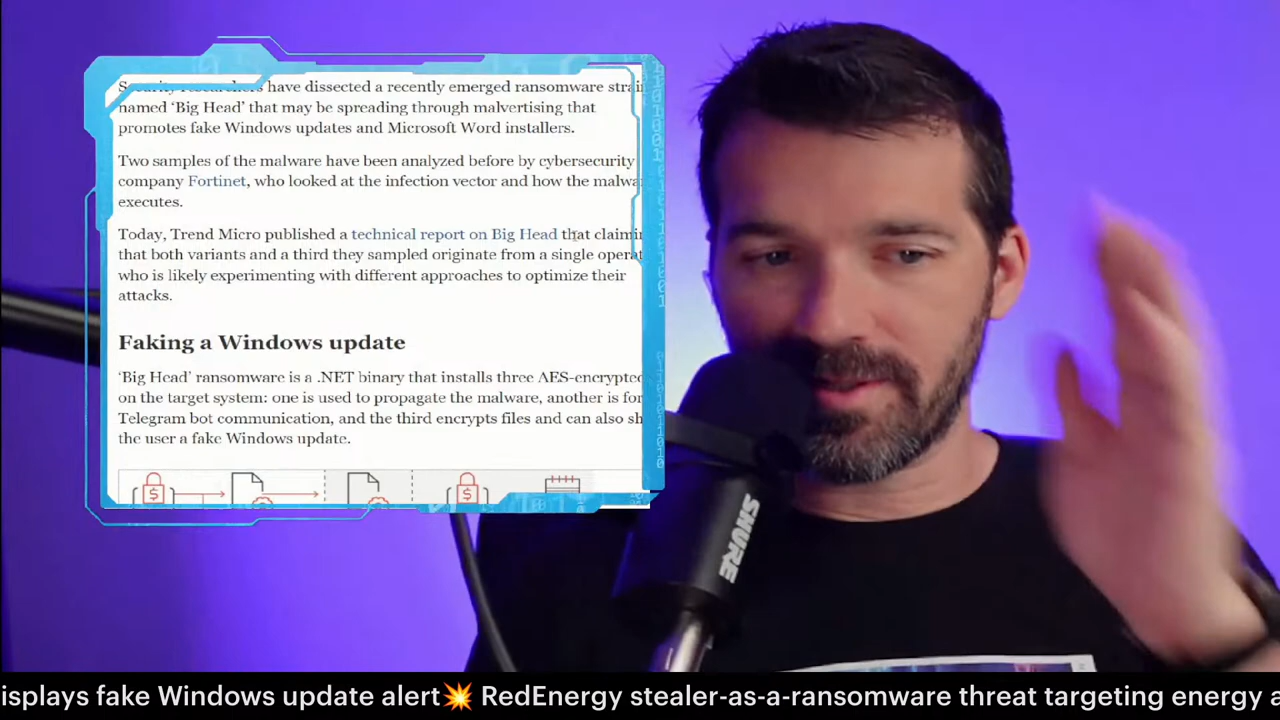 Security researchers have dissected a recently emerged ransomware strai
named ‘Big Head’ that may be spreading through malvertising that
promotes fake Windows updates and Microsoft Word installers.
Two samples of the malware have been analyzed before by cybersecurity
company Fortinet, who looked at the infection vector and how the malwa
executes.
Today, Trend Micro published a technical report on Big Head that claimi
that both variants and a third they sampled originate from a single operat
who is likely experimenting with different approaches to optimize their
attacks.
Faking a Windows update
‘Big Head’ ransomware is a .NET binary that installs three AES-encrypted
on the target system: one is used to propagate the malware, another is for
Telegram bot communication, and the third encrypts files and can also sh
the user a fake Windows update.
SHURE
isplays fake Windows update alert💥 RedEnergy stealer-as-a-ransomware threat targeting energy a